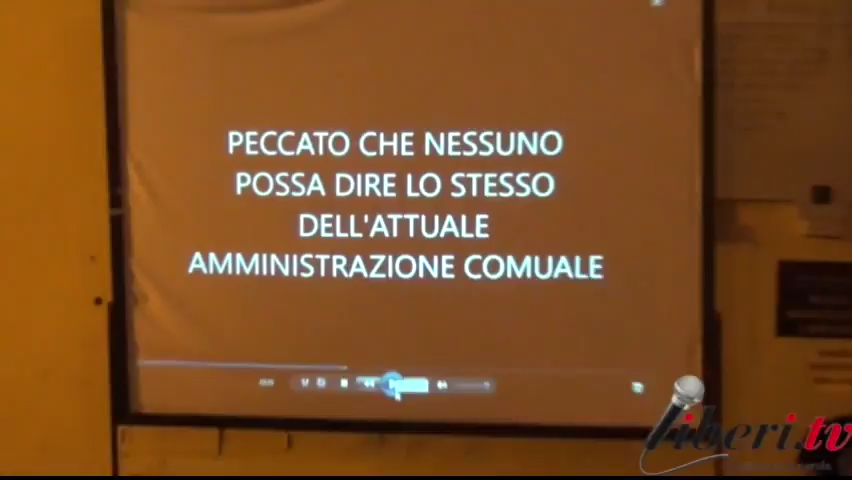 PECCATO CHE NESSUNO
POSSA DIRE LO STESSO
DELL'ATTUALE
AMMINISTRAZIONE COMUALE
liberi.tv